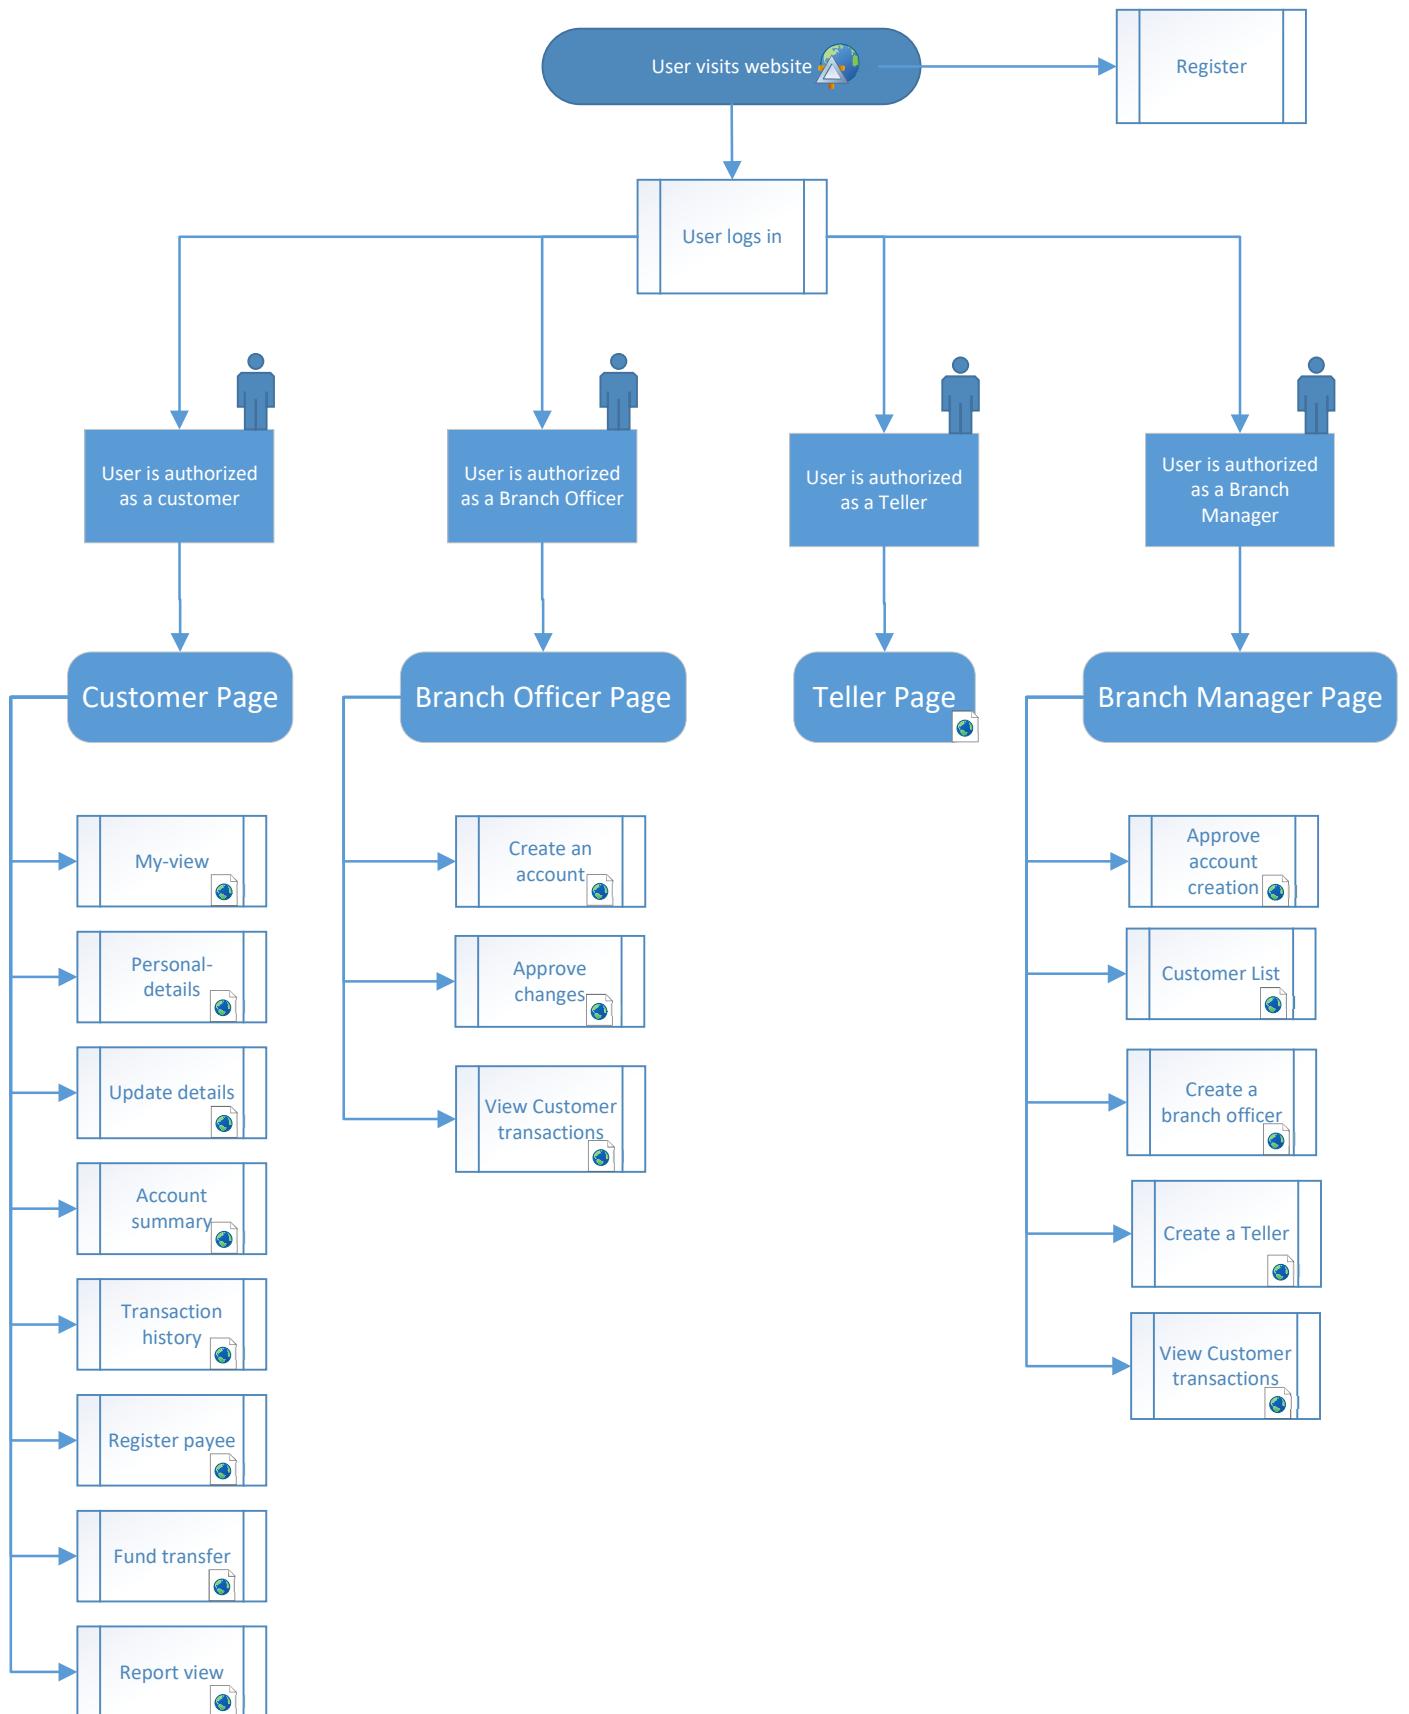 User visits website
Register
User logs in
User is authorized
as a customer
User is authorized
as a Branch Officer
User is authorized
as a Teller
User is authorized
as a Branch
Manager
Customer Page
Branch Officer Page
Teller Page
Branch Manager Page
My-view
Personal-
details
Update details
Account
summary
Transaction
history
Register payee
Fund transfer
Report view
Create an
account
Approve
changes
View Customer
transactions
Approve
account
creation
Customer List
Create a
branch officer
Create a Teller
View Customer
transactions